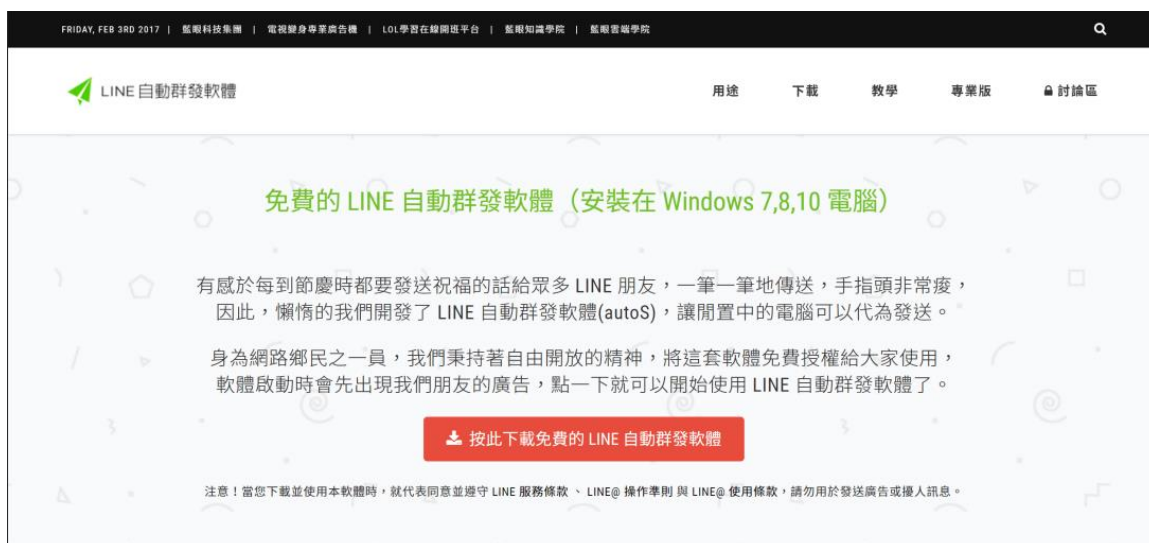 FRIDAY, FEB 3RD 2017 | 藍眼科技集團 | 電視變身專業廣告機 | LOL學習在線開班平台 | 藍眼知識學院 | 藍眼雲端學院
LINE 自動群發軟體 用途 下載 教學 專業版 討論區
免費的 LINE 自動群發軟體（安裝在 Windows 7,8,10 電腦）
有感於每到節慶時都要發送祝福的話給眾多 LINE 朋友，一筆一筆地傳送，手指頭非常痠，
因此，懶惰的我們開發了 LINE 自動群發軟體(autoS)，讓閒置中的電腦可以代為發送。
身為網路鄉民之一員，我們秉持著自由開放的精神，將這套軟體免費授權給大家使用，
軟體啟動時會先出現我們朋友的廣告，點一下就可以開始使用 LINE 自動群發軟體了。
按此下載免費的 LINE 自動群發軟體
注意！當您下載並使用本軟體時，就代表同意並遵守 LINE 服務條款 、 LINE@ 操作準則 與 LINE@ 使用條款，請勿用於發送廣告或擾人訊息。